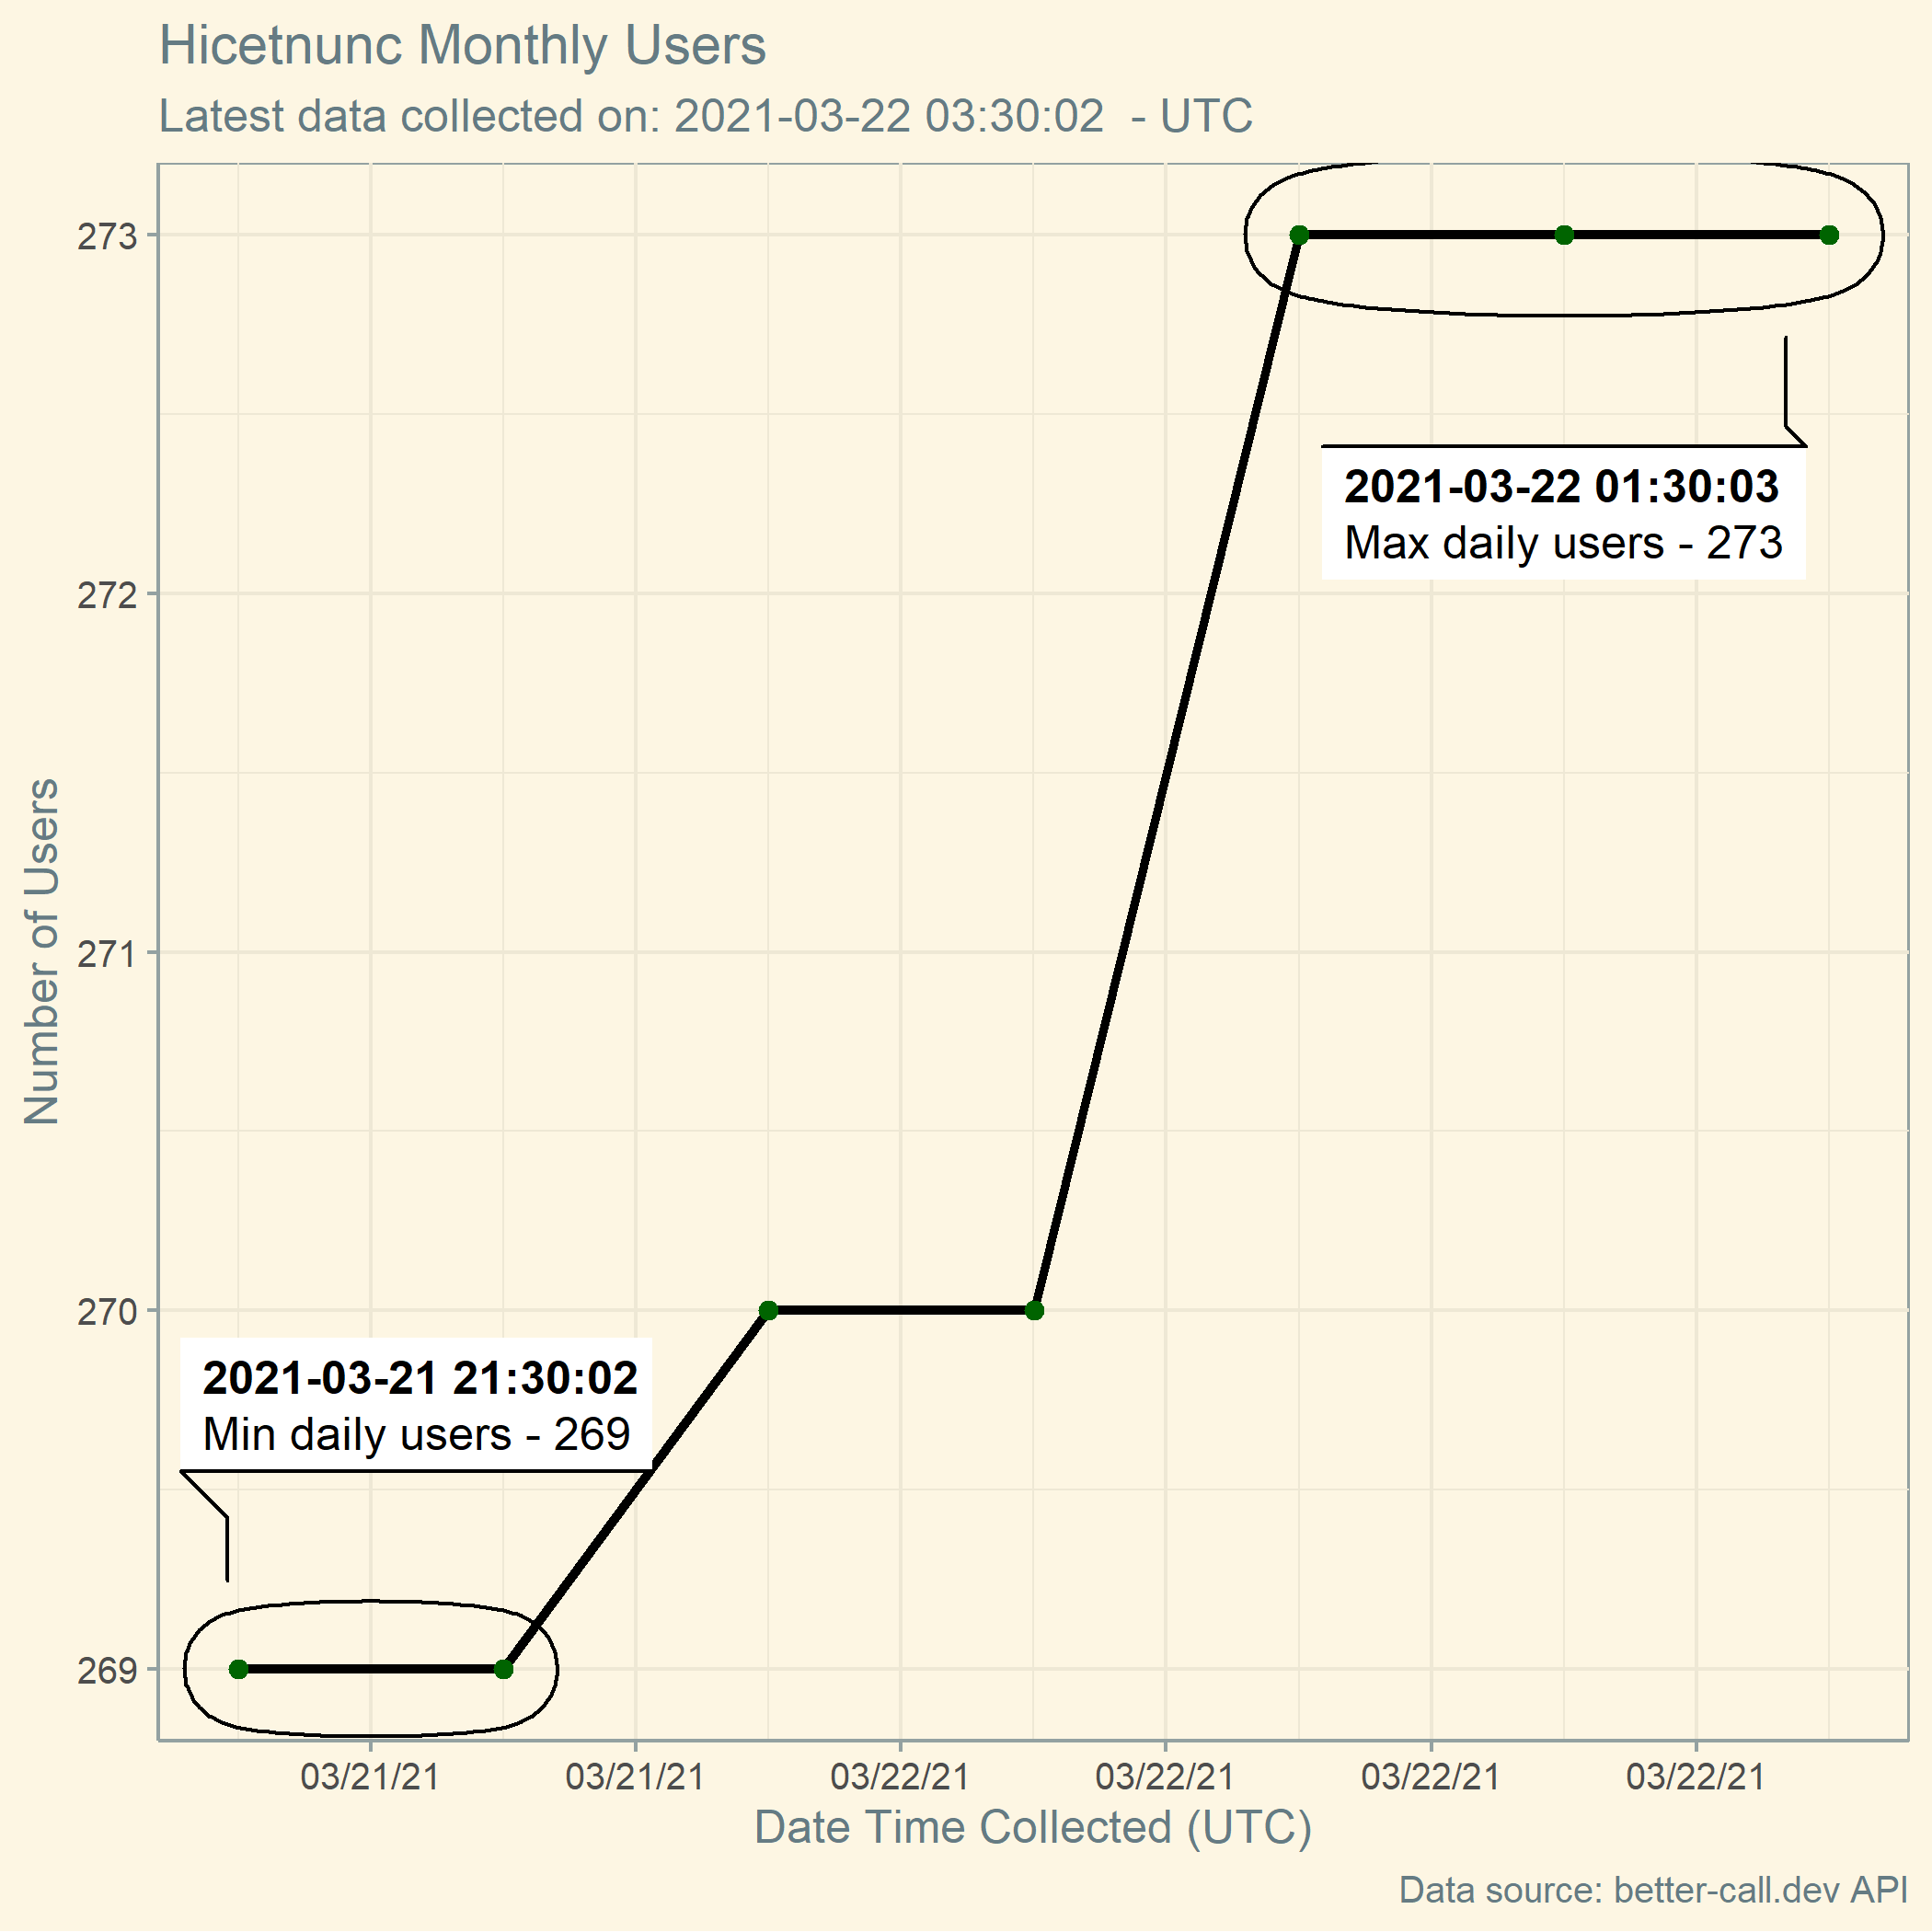 Hicetnunc Monthly Users
Latest data collected on: 2021-03-22 03:30:02  - UTC
273
2021-03-22 01:30:03
Max daily users - 273
272
Number of Users
271
270
2021-03-21 21:30:02
Min daily users - 269
269
03/21/21 03/21/21 03/22/21 03/22/21 03/22/21 03/22/21
Date Time Collected (UTC)
Data source: better-call.dev API